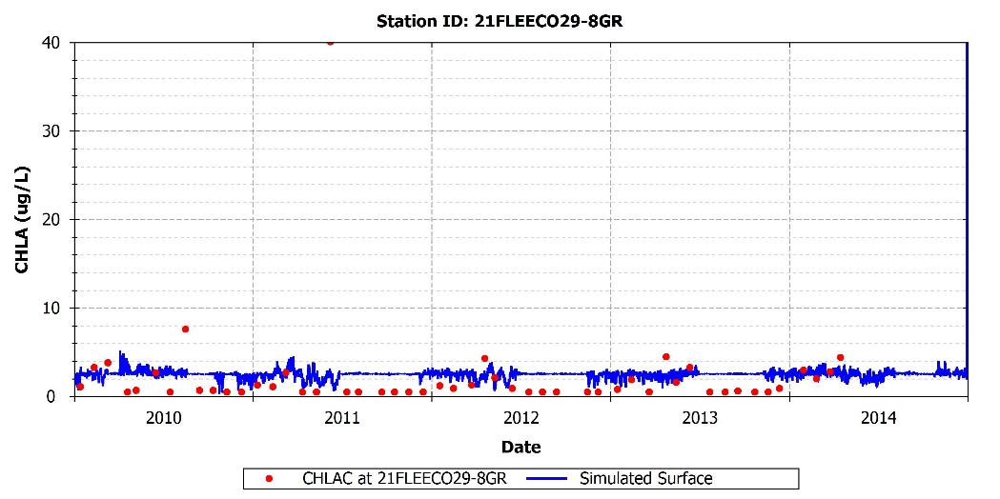 Station ID: 21FLEECO29-8GR
40
30
20
10
0
CHLA (ug/L)
2010 2011 2012 2013 2014
Date
CHLAC at 21FLEECO29-8GR Simulated Surface